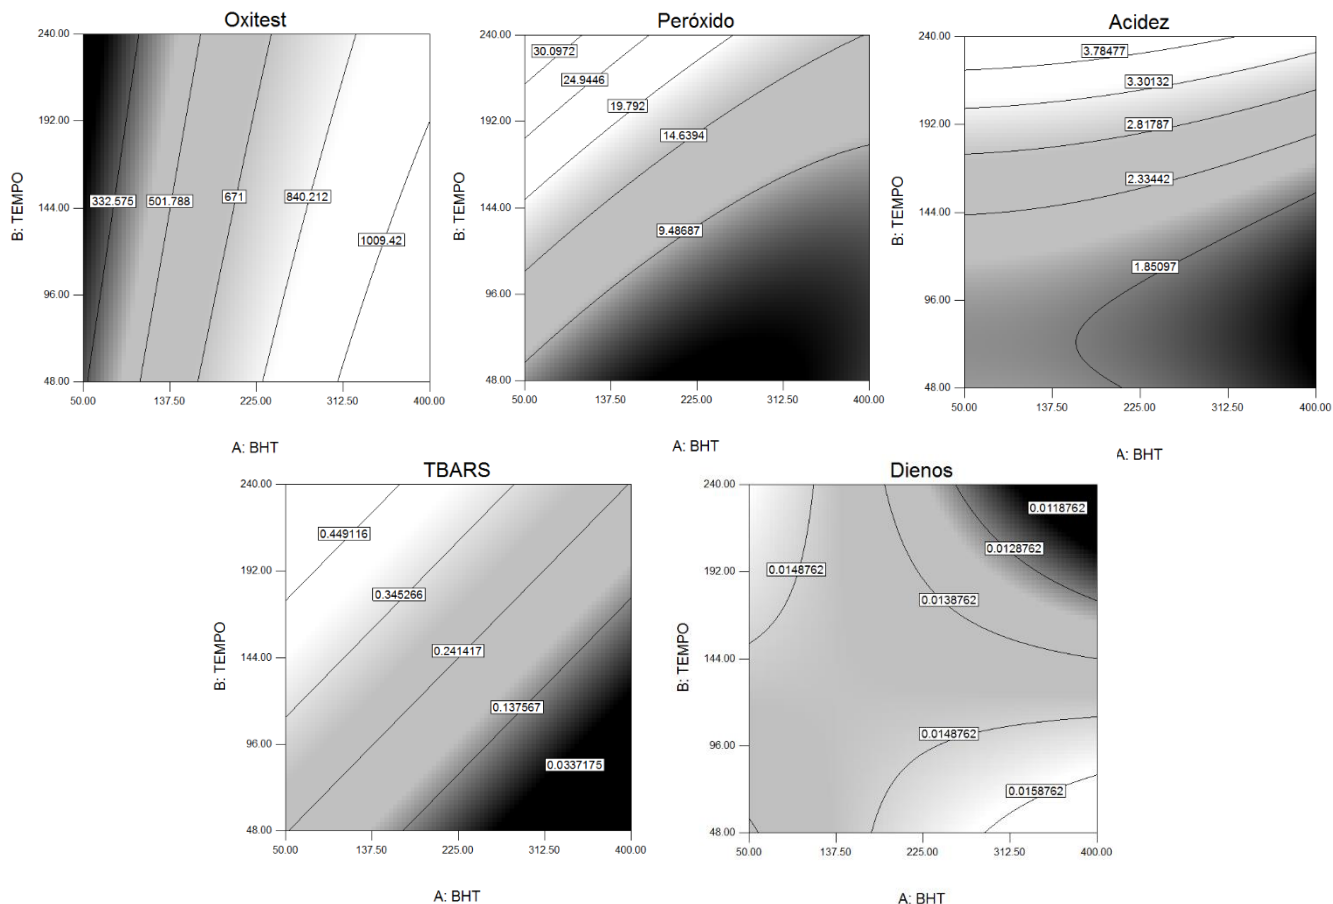 Oxitest
240.00
192.00
144.00
96.00
48.00
B: TEMPO
332.575
501.788
671
840.212
1009.42
50.00 137.50 225.00 312.50 400.00
A: BHT
Peróxido
240.00
192.00
144.00
96.00
48.00
B: TEMPO
30.0972
24.9446
19.792
14.6394
9.48687
50.00 137.50 225.00 312.50 400.00
A: BHT
Acidez
240.00
192.00
144.00
96.00
48.00
B: TEMPO
3.78477
3.30132
2.81787
2.33442
1.85097
50.00 137.50 225.00 312.50 400.00
A: BHT
TBARS
240.00
192.00
144.00
96.00
48.00
B: TEMPO
0.449116
0.345266
0.241417
0.137567
0.0337175
50.00 137.50 225.00 312.50 400.00
A: BHT
Dienos
240.00
192.00
144.00
96.00
48.00
B: TEMPO
0.0118762
0.0128762
0.0148762
0.0138762
0.0148762
0.0158762
50.00 137.50 225.00 312.50 400.00
A: BHT